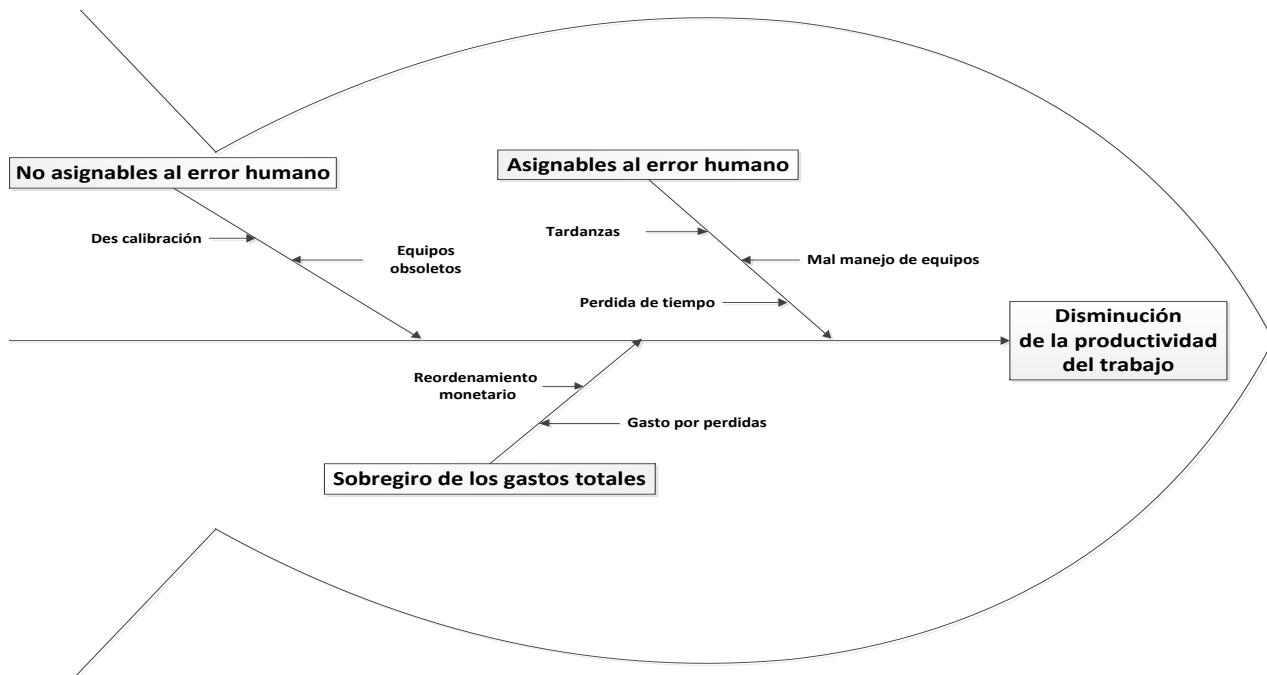 No asignables al error humano
Asignables al error humano
Des calibración
Equipos
obsoletos
Tardanzas
Mal manejo de equipos
Perdida de tiempo
Disminución
de la productividad
del trabajo
Reordenamiento
monetario
Gasto por perdidas
Sobregiro de los gastos totales